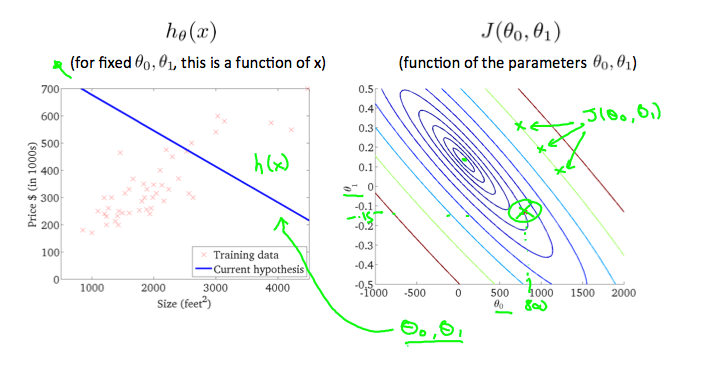 hθ(x)
(for fixed θ₀, θ₁, this is a function of x)
700
600
500
400
300
200
100
0
1000
2000
3000
4000
Price $ (in 1000s)
Size (feet²)
h(x)
× Training data
Current hypothesis
θ₀, θ₁
J(θ₀, θ₁)
(function of the parameters θ₀, θ₁)
0.5
0.4
0.3
0.2
0.1
0
-0.1
-0.2
-0.3
-0.4
-0.5
-1000
-500
0
500
1000
1500
2000
θ₁
θ₀
J(θ₀, θ₁)
-.15
800